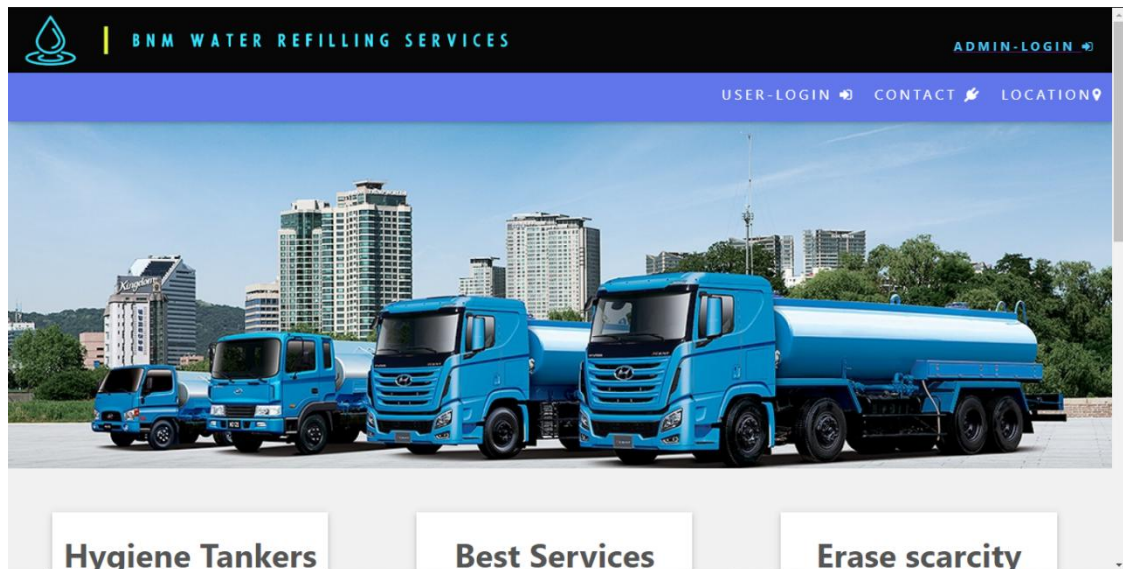 BNM WATER REFILLING SERVICES
ADMIN-LOGIN
USER-LOGIN CONTACT LOCATION
Kingdom
Hygiene Tankers
Best Services
Erase scarcity